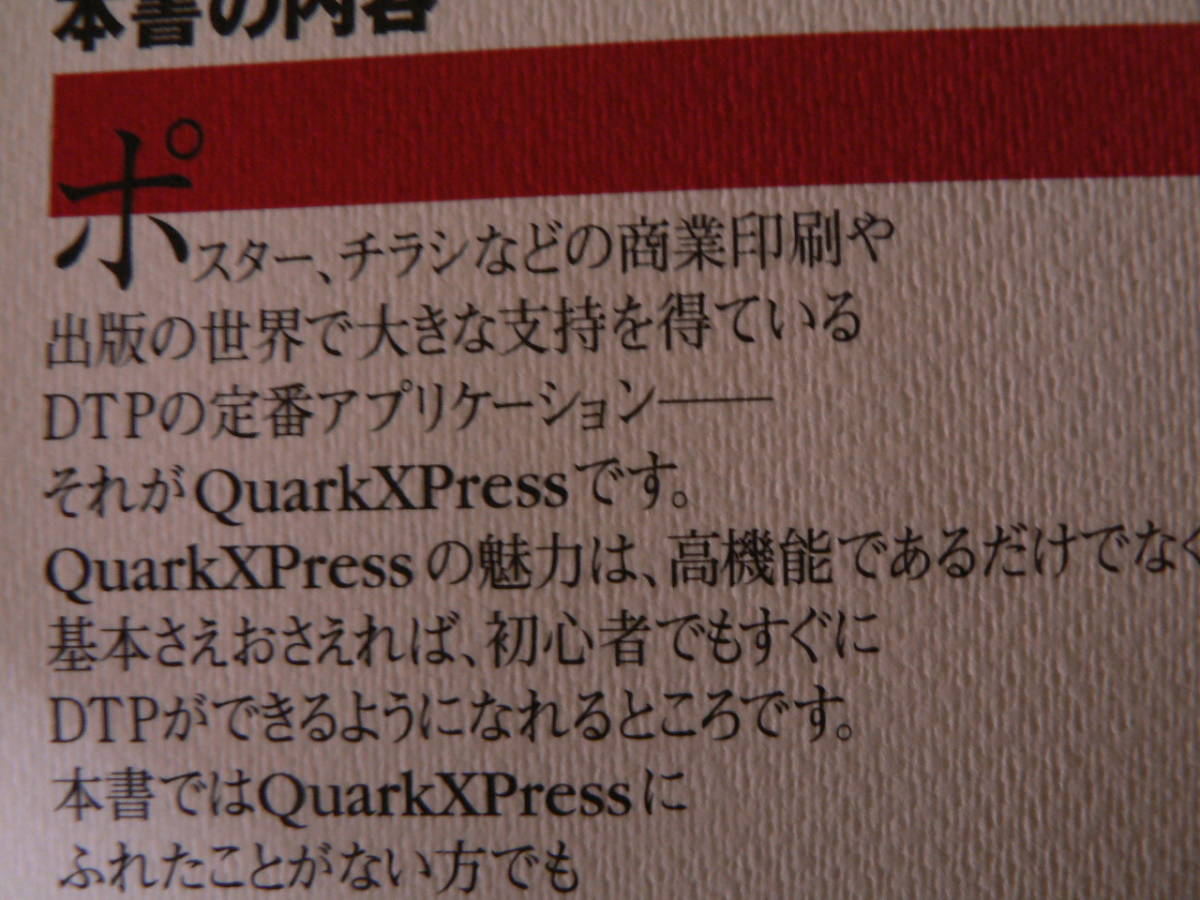 本書の内容
ポスター、チラシなどの商業印刷や
出版の世界で大きな支持を得ている
DTPの定番アプリケーション──
それがQuarkXPressです。
QuarkXPressの魅力は、高機能であるだけでなく
基本さえおさえれば、初心者でもすぐに
DTPができるようになれるところです。
本書ではQuarkXPressに
ふれたことがない方でも